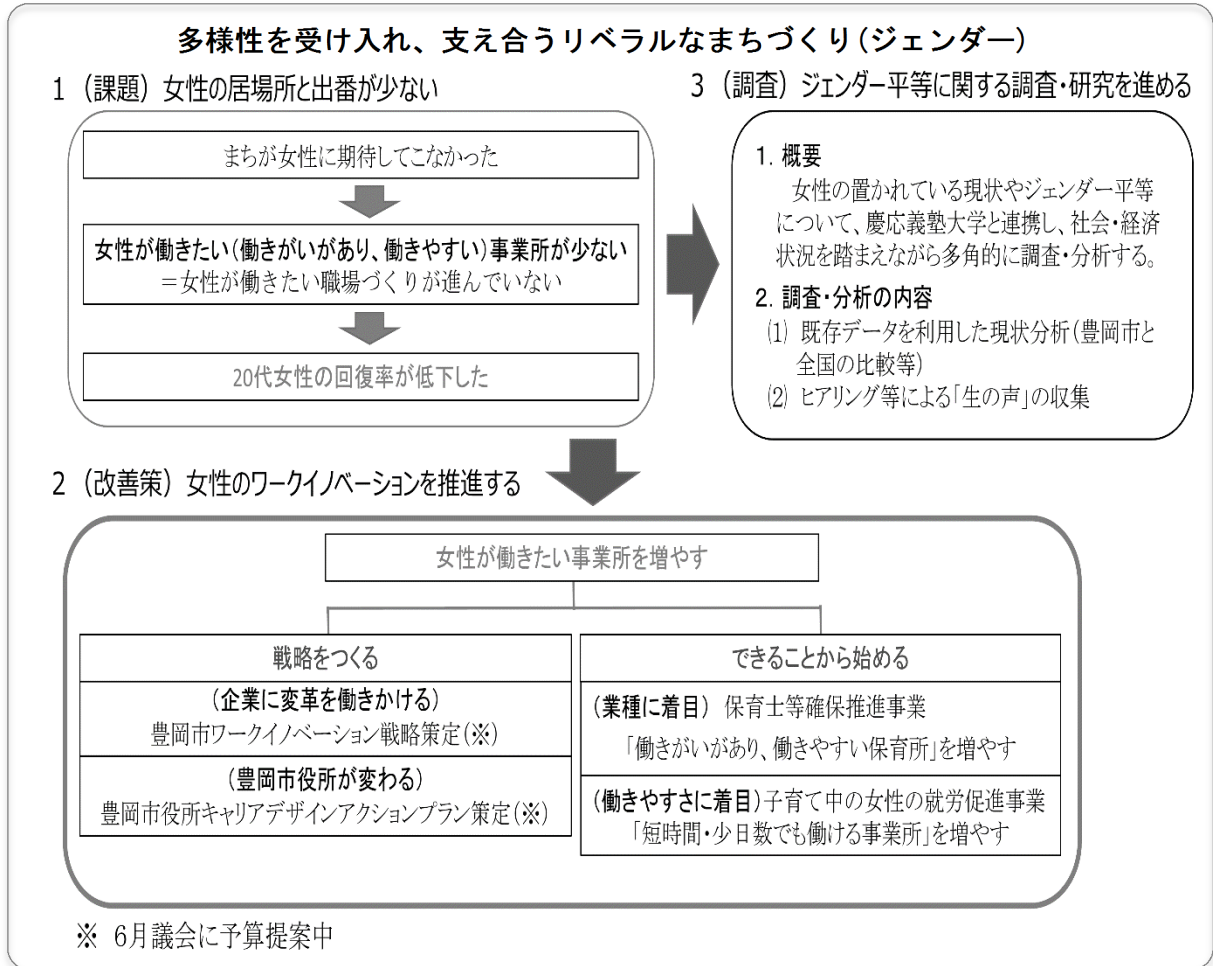 多様性を受け入れ、支え合うリベラルなまちづくり(ジェンダー)
1 (課題) 女性の居場所と出番が少ない
まちが女性に期待してこなかった
女性が働きたい(働きがいがあり、働きやすい)事業所が少ない
＝女性が働きたい職場づくりが進んでいない
20代女性の回復率が低下した
3 (調査) ジェンダー平等に関する調査・研究を進める
1. 概要
女性の置かれている現状やジェンダー平等
について、慶応義塾大学と連携し、社会・経済
状況を踏まえながら多角的に調査・分析する。
2. 調査・分析の内容
(1) 既存データを利用した現状分析(豊岡市と
全国の比較等)
(2) ヒアリング等による「生の声」の収集
2 (改善策) 女性のワークイノベーションを推進する
女性が働きたい事業所を増やす
戦略をつくる
(企業に変革を働きかける)
豊岡市ワークイノベーション戦略策定(※)
(豊岡市役所が変わる)
豊岡市役所キャリアデザインアクションプラン策定(※)
できることから始める
(業種に着目) 保育士等確保推進事業
「働きがいがあり、働きやすい保育所」を増やす
(働きやすさに着目)子育て中の女性の就労促進事業
「短時間・少日数でも働ける事業所」を増やす
※ 6月議会に予算提案中